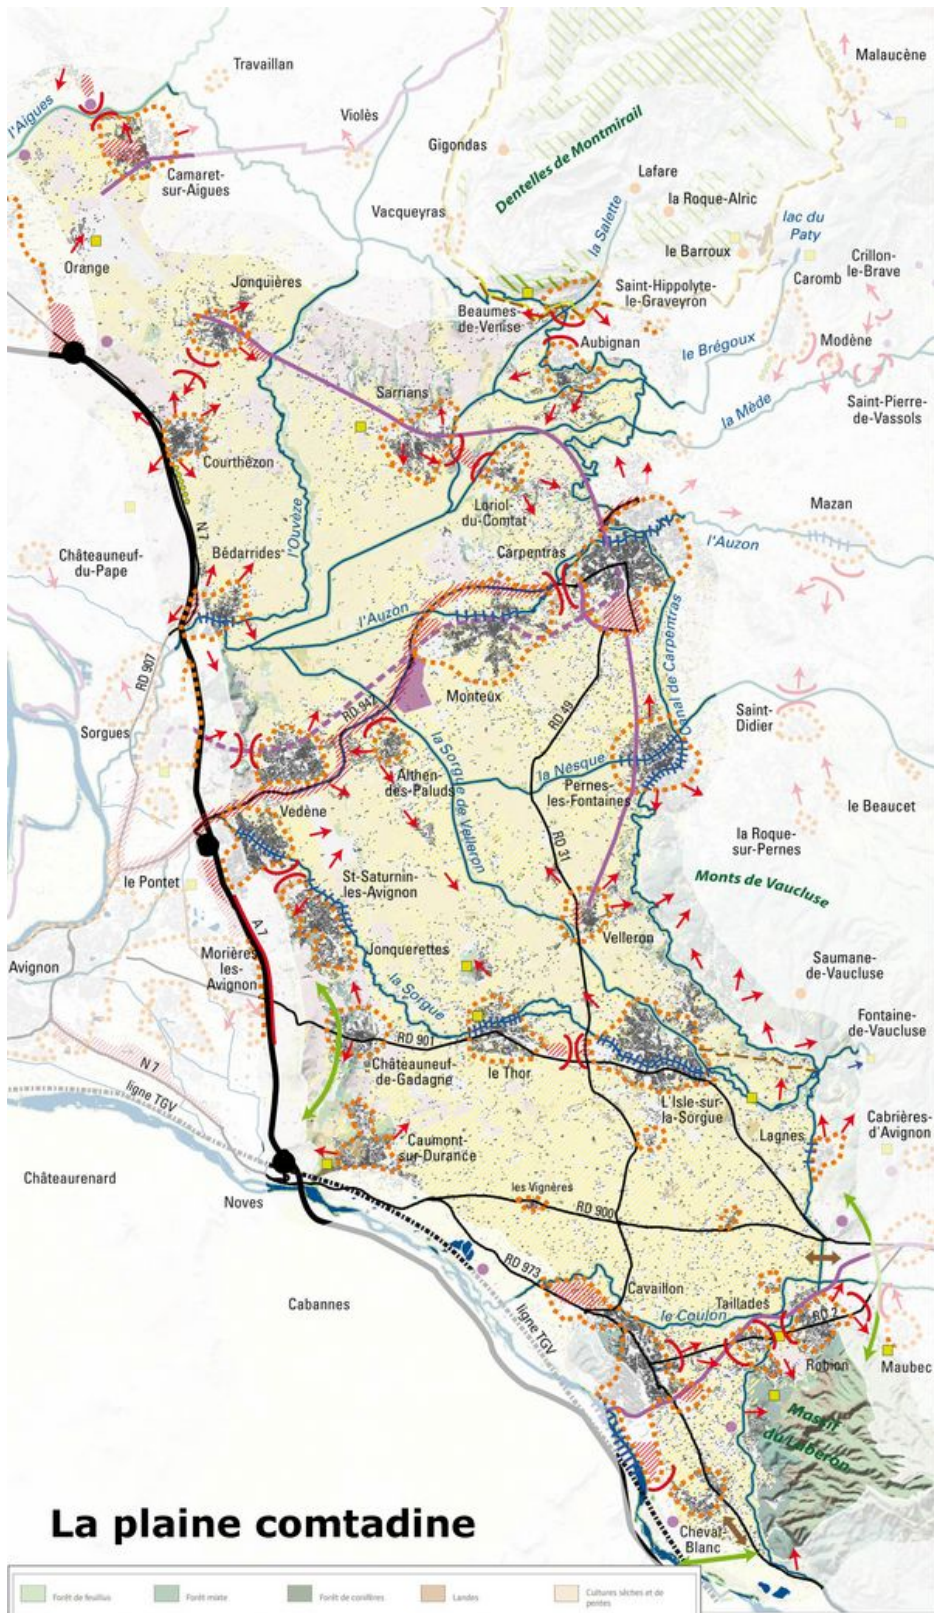 Travaillan
Malaucène
l'Aigues
Violès
Gigondas
Dentelles de Montmirail
Camaret-
sur-Aigues
Lafare
la Roque-Alric
Vacqueyras
la Salette
lac du
Paty
le Barroux
Crillon-
le-Brave
Orange
Caromb
Jonquières
Saint-Hippolyte-
le-Graveyron
Beaumes-
de-Venise
Aubignan
le Brégoux
Modène
Sarrians
la Mède
Saint-Pierre-
de-Vassols
Courthézon
Loriol-
du-Comtat
Mazan
l'Ouvèze
N 7
Bédarrides
Carpentras
l'Auzon
Châteauneuf-
du-Pape
l'Auzon
Canal de Carpentras
RD 907
Monteux
RD 942
RD 49
Sorgues
Saint-
Didier
la Sorgue de Velleron
la Nesque
Althen-
des-Paluds
Pernes-
les-Fontaines
Vedène
le Beaucet
RD 31
la Roque-
sur-Pernes
St-Saturnin-
les-Avignon
le Pontet
Monts de Vaucluse
A 7
Velleron
Jonquerettes
Morières-
les-
Avignon
Avignon
Saumane-
de-Vaucluse
la Sorgue
Fontaine-
de-Vaucluse
RD 901
N 7
ligne TGV
Châteauneuf-
de-Gadagne
le Thor
L'Isle-sur-
la-Sorgue
Lagnes
Cabrières-
d'Avignon
Caumont-
sur-Durance
Châteaurenard
Noves
les Vignères
RD 900
RD 973
Cavaillon
Cabannes
Taillades
le Coulon
RD 2
ligne TGV
Robion
Maubec
Massif
du Luberon
La plaine comtadine
Cheval-
Blanc
Forêt de feuillus
Forêt mixte
Forêt de conifères
Landes
Cultures sèches et de
pentes